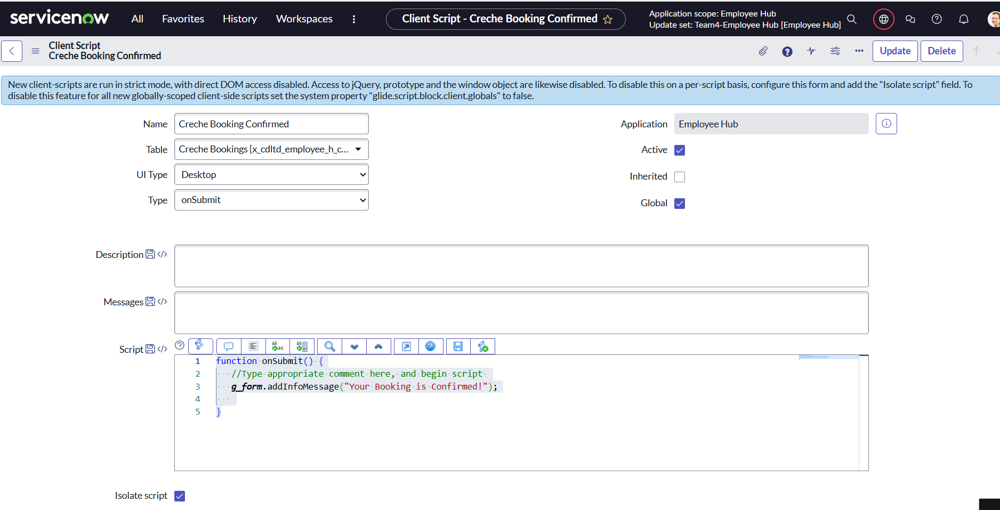 servicenow All Favorites History Workspaces Client Script - Creche Booking Confirmed Application scope: Employee Hub
Update set: Team4-Employee Hub [Employee Hub]
Client Script
Creche Booking Confirmed
Update Delete
New client-scripts are run in strict mode, with direct DOM access disabled. Access to jQuery, prototype and the window object are likewise disabled. To disable this on a per-script basis, configure this form and add the "Isolate script" field. To
disable this feature for all new globally-scoped client-side scripts set the system property "glide.script.block.client.globals" to false.
Name Creche Booking Confirmed Application Employee Hub
Table Creche Bookings [x_cdltd_employee_h_c... Active
UI Type Desktop Inherited
Type onSubmit Global
Description
Messages
Script
1 function onSubmit() {
2 //Type appropriate comment here, and begin script
3 g_form.addInfoMessage("Your Booking is Confirmed!");
4
5 }
Isolate script